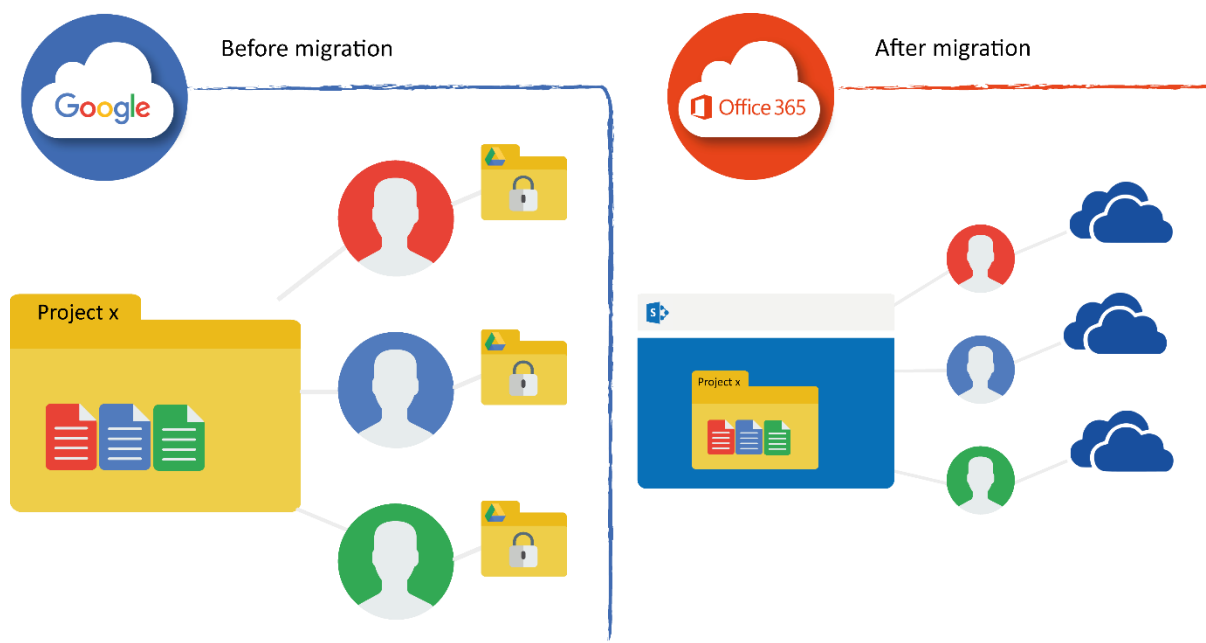 Before migration
Google
Project x
After migration
Office 365
S
Project x